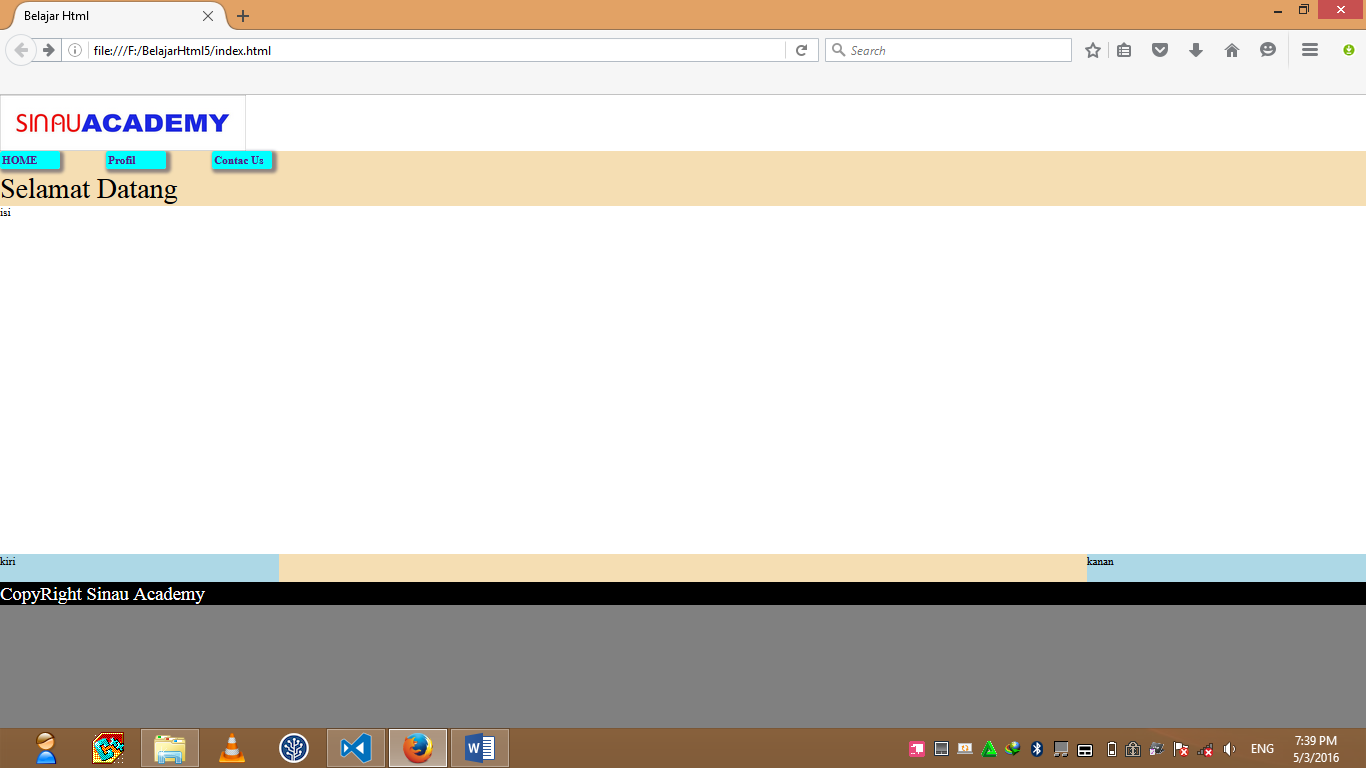 Belajar Html
file:///F:/BelajarHtml5/index.html
Search
SINAUACADEMY
HOME Profil Contac Us
Selamat Datang
isi
kiri kanan
CopyRight Sinau Academy
ENG
7:39 PM
5/3/2016